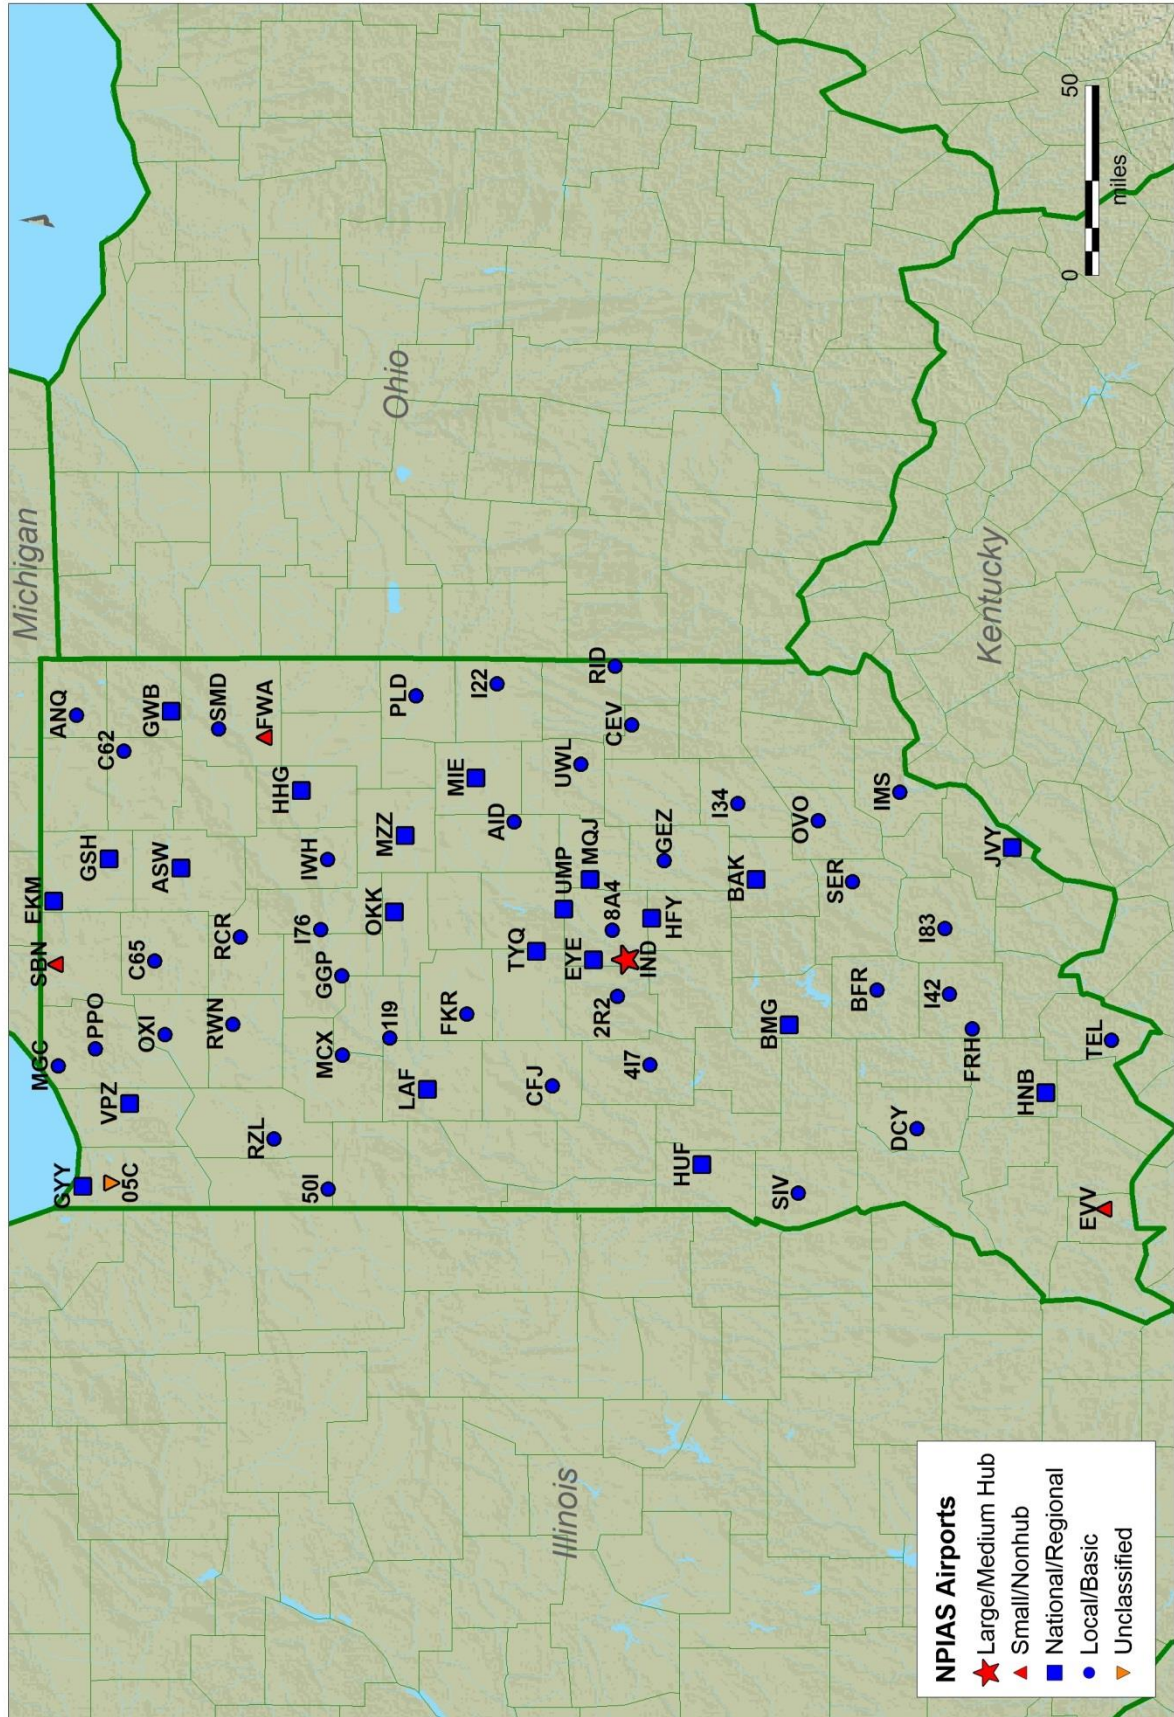 Michigan
Ohio
Kentucky
Illinois
MGC
SBN
EKM
ANQ
GYY
PPO
GSH
C62
05C
VPZ
C65
GWB
OXI
ASW
SMD
RWN
RCR
FWA
RZL
HHG
50I
I76
IWH
MCX
GGP
1I9
OKK
MZZ
PLD
LAF
FKR
MIE
I22
AID
CFJ
TYQ
UMP
UWL
EYE
MQJ
2R2
8A4
RID
IND
CEV
4I7
HFY
GEZ
HUF
I34
BAK
SIV
BMG
OVO
SER
BFR
IMS
DCY
I42
I83
FRH
HNB
JVY
TEL
EVV
0
50
miles
NPIAS Airports
Large/Medium Hub
Small/Nonhub
National/Regional
Local/Basic
Unclassified